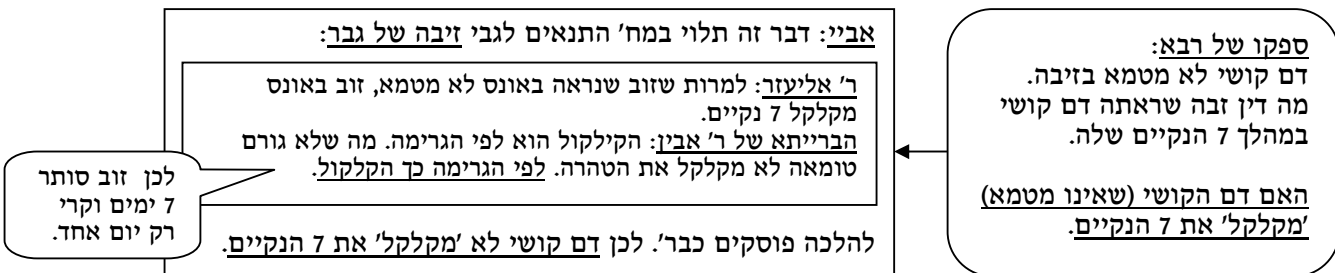 ספקו של רבא:
דם קושי לא מטמא בזיבה.
מה דין זבה שראתה דם קושי
במהלך 7 הנקיים שלה.
האם דם הקושי (שאינו מטמא)
'מקלקל' את 7 הנקיים.
אביי: דבר זה תלוי במח' התנאים לגבי זיבה של גבר:
ר' אליעזר: למרות שזוב שנראה באונס לא מטמא, זוב באונס
מקלקל 7 נקיים.
הברייתא של ר' אבין: הקילקול הוא לפי הגרימה. מה שלא גורם
טומאה לא מקלקל את הטהרה. לפי הגרימה כך הקלקול.
להלכה פוסקים כבר'. לכן דם קושי לא 'מקלקל' את 7 הנקיים.
לכן זוב סותר
7 ימים וקרי
רק יום אחד.